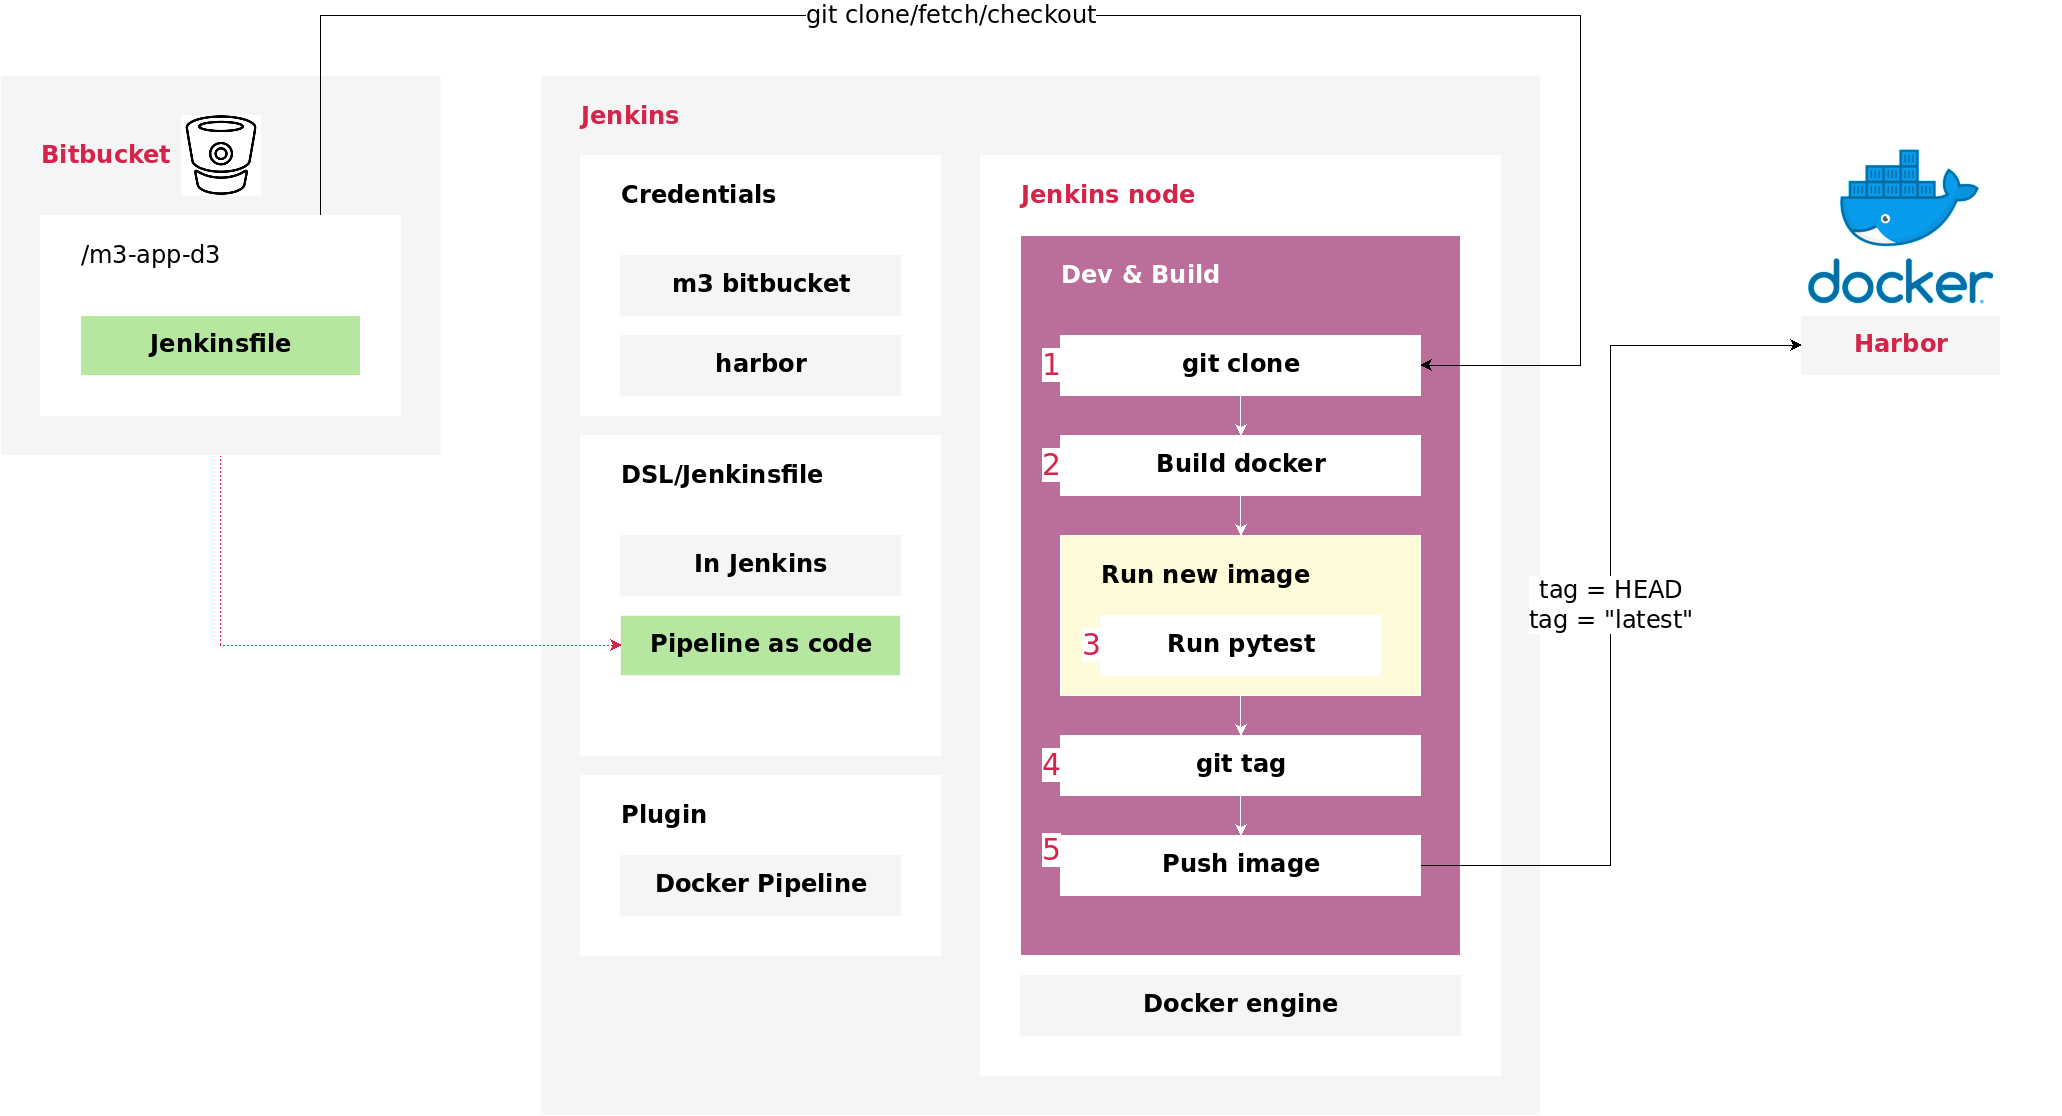 git clone/fetch/checkout
Bitbucket
/m3-app-d3
Jenkinsfile
Jenkins
Credentials
m3 bitbucket
harbor
DSL/Jenkinsfile
In Jenkins
Pipeline as code
Plugin
Docker Pipeline
Jenkins node
Dev & Build
1
git clone
2
Build docker
Run new image
3
Run pytest
4
git tag
5
Push image
Docker engine
tag = HEAD
tag = "latest"
docker
Harbor